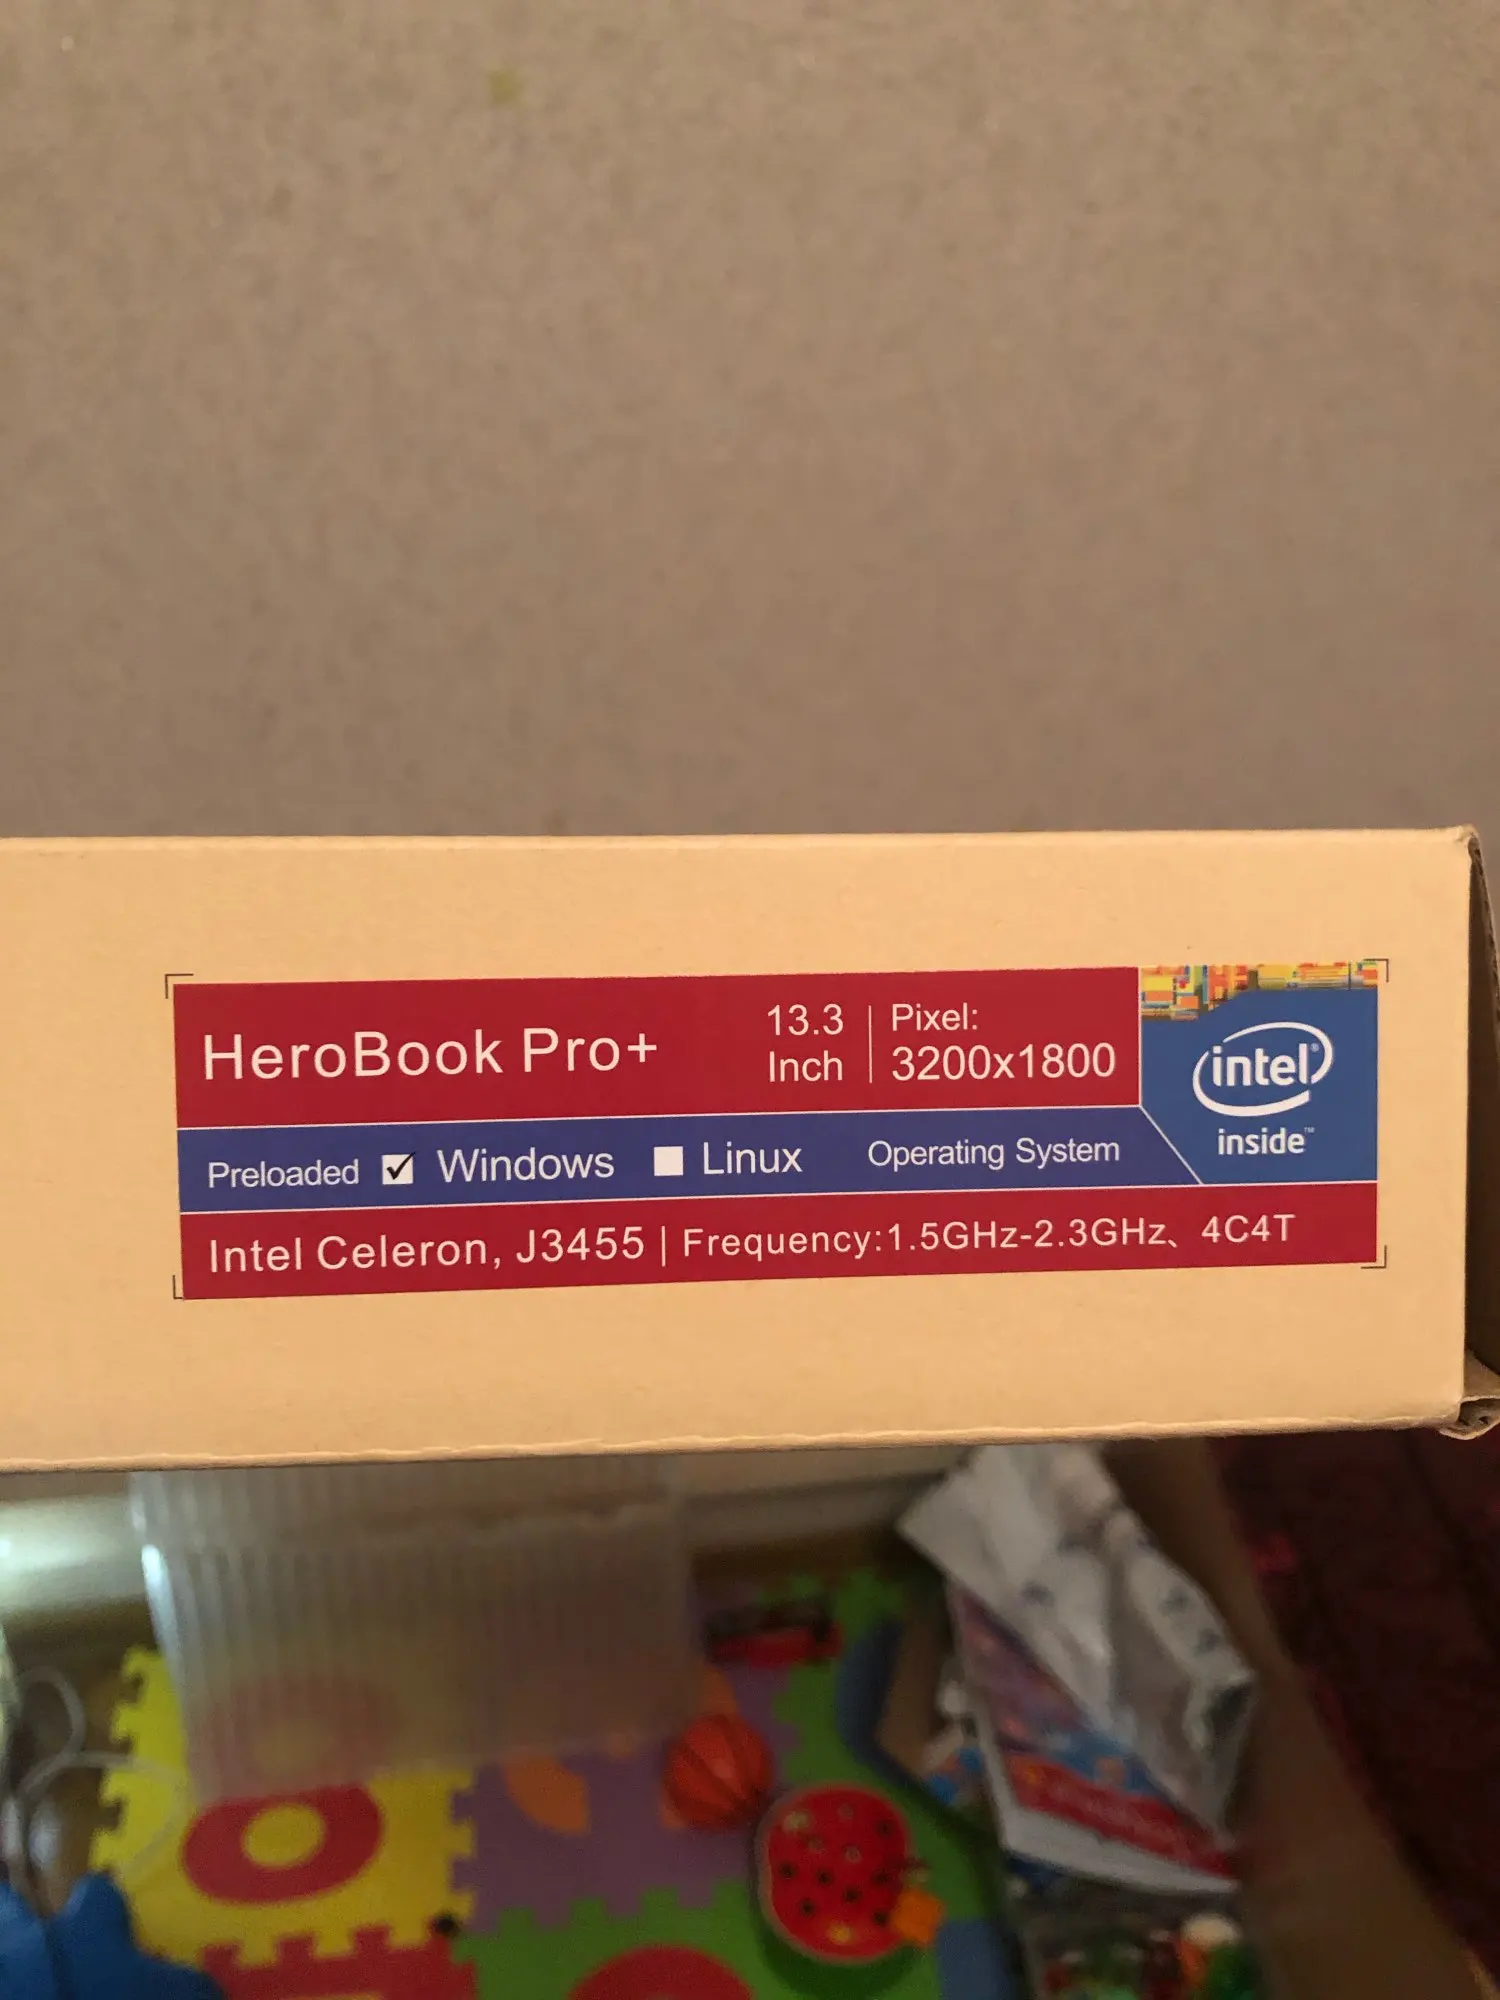 HeroBook Pro+
13.3
Inch
Pixel:
3200x1800
intel®
inside™
Preloaded ✓ Windows Linux Operating System
Intel Celeron, J3455 | Frequency:1.5GHz-2.3GHz、4C4T